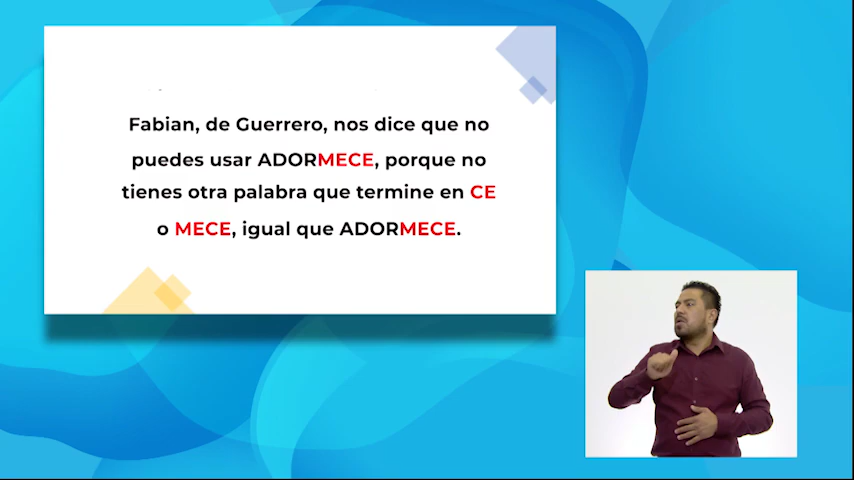 Fabian, de Guerrero, nos dice que no
puedes usar ADORMECE, porque no
tienes otra palabra que termine en CE
o MECE, igual que ADORMECE.